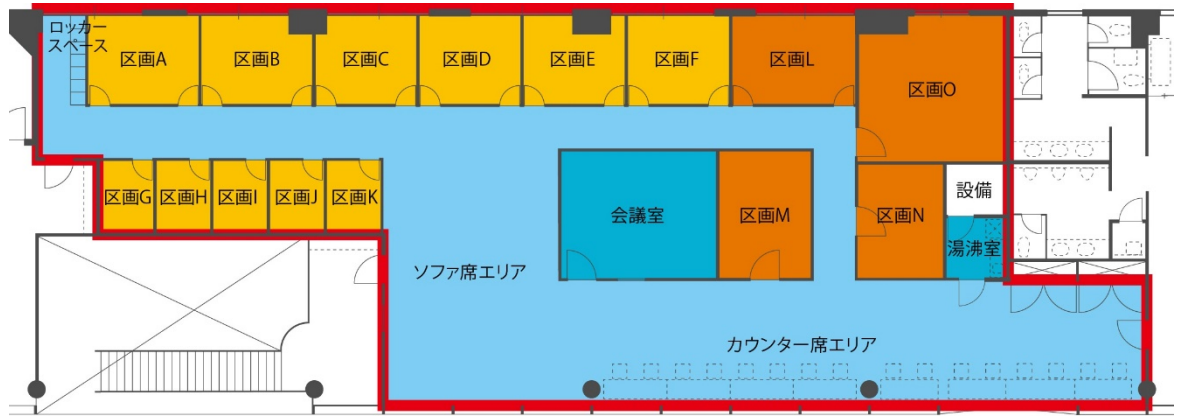 ロッカー
スペース
区画A
区画B
区画C
区画D
区画E
区画F
区画L
区画O
区画G
区画H
区画I
区画J
区画K
会議室
区画M
区画N
設備
湯沸室
ソファ席エリア
カウンター席エリア